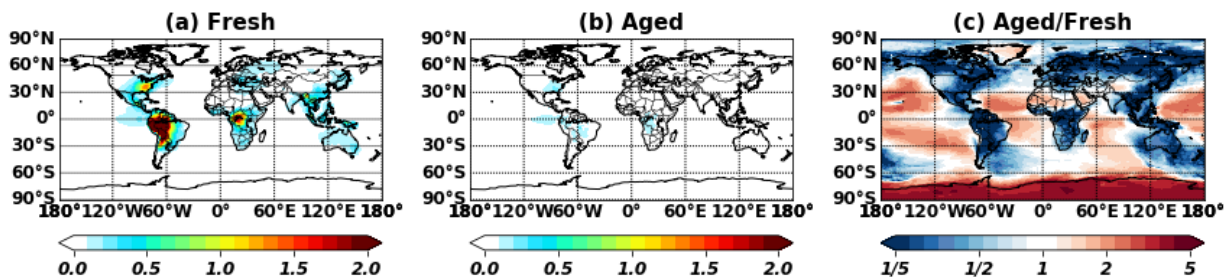 (a) Fresh (b) Aged (c) Aged/Fresh
90°N 90°N 90°N
60°N 60°N 60°N
30°N 30°N 30°N
0° 0° 0°
30°S 30°S 30°S
60°S 60°S 60°S
90°S 90°S 90°S
180° 120°W 60°W 0° 60°E 120°E 180° 180° 120°W 60°W 0° 60°E 120°E 180° 180° 120°W 60°W 0° 60°E 120°E 180°
0.0 0.5 1.0 1.5 2.0 0.0 0.5 1.0 1.5 2.0 1/5 1/2 1 2 5